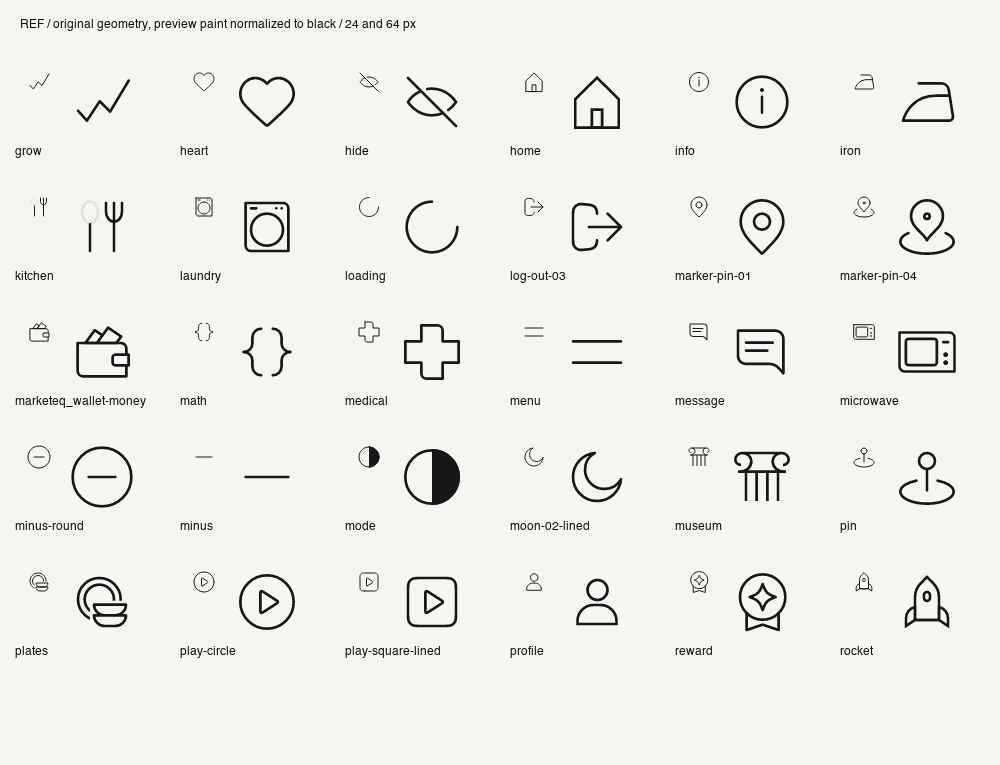 REF / original geometry, preview paint normalized to black / 24 and 64 px
grow heart hide home info iron
kitchen laundry loading log-out-03 marker-pin-01 marker-pin-04
marketeq_wallet-money math medical menu message microwave
minus-round minus mode moon-02-lined museum pin
plates play-circle play-square-lined profile reward rocket